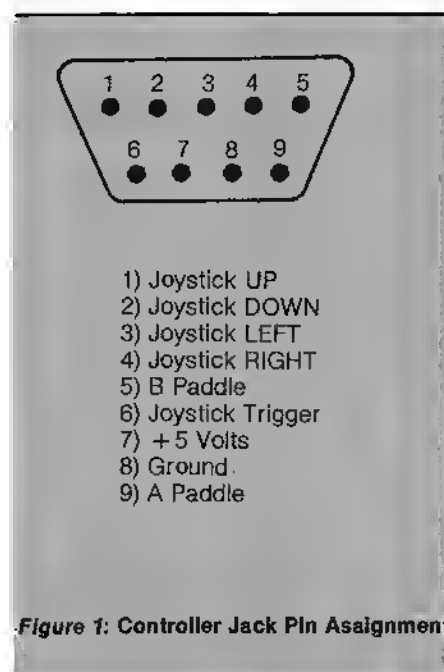 1 2 3 4 5
6 7 8 9
1) Joystick UP
2) Joystick DOWN
3) Joystick LEFT
4) Joystick RIGHT
5) B Paddle
6) Joystick Trigger
7) +5 Volts
8) Ground
9) A Paddle
Figure 1: Controller Jack Pin Assignmen